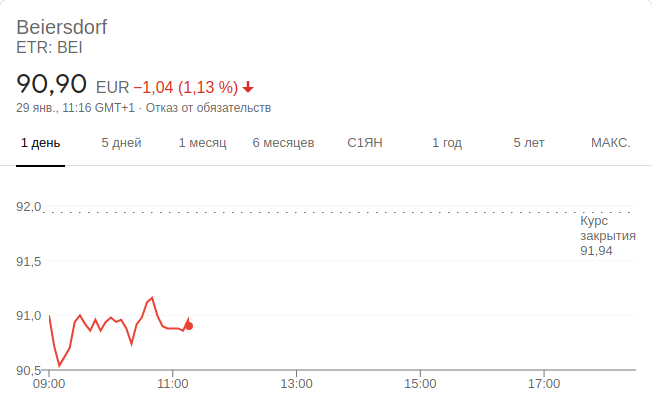 Beiersdorf
ETR: BEI
90,90 EUR −1,04 (1,13 %)
29 янв., 11:16 GMT+1 · Отказ от обязательств
1 день 5 дней 1 месяц 6 месяцев С1ЯН 1 год 5 лет МАКС.
92,0
Курс
закрытия
91,94
91,5
91,0
90,5
09:00 11:00 13:00 15:00 17:00